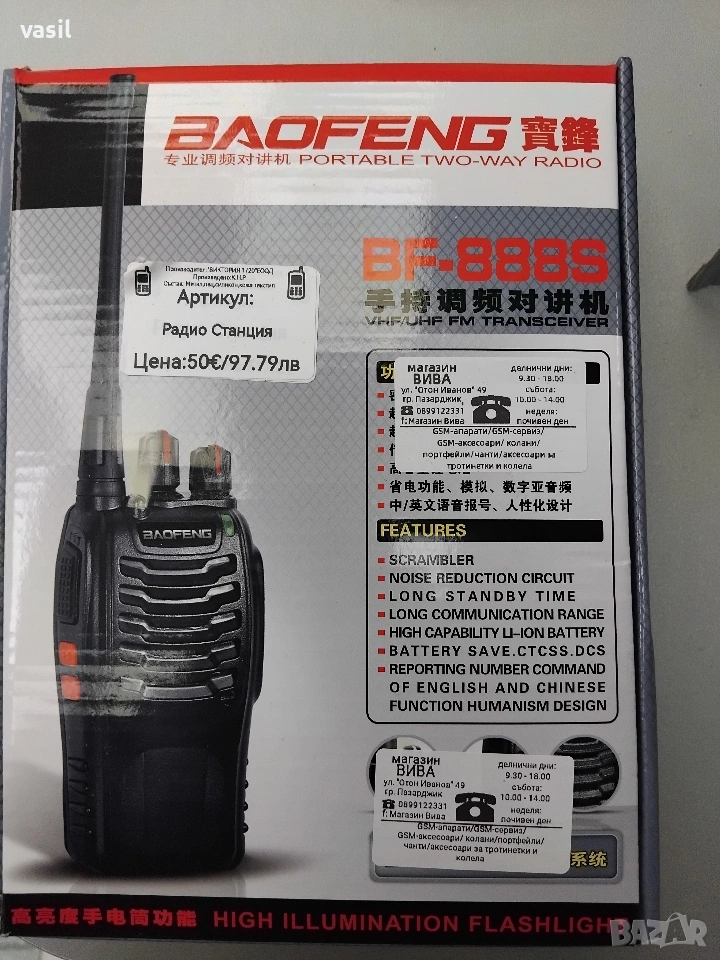 vasil
BAOFENG 寶鋒
专业调频对讲机 PORTABLE TWO-WAY RADIO
BF-888S
手持调频对讲机
VHF/UHF FM TRANSCEIVER
Артикул:
Радио Станция
Цена:50€/97.79лв
магазин
ВИВА
ул. "Отон Иванов" 49
гр. Пазарджик
0899122331
f: Магазин Вива
делнични дни:
9.30 - 18.00
събота:
10.00 - 14.00
неделя:
почивен ден
GSM-апарати/GSM-сервиз/
GSM-аксесоари/ колани/
портфейли/чанти/аксесоари за
тротинетки и колела
省电功能、模拟、数字亚音频
中/英文语音报号、人性化设计
FEATURES
SCRAMBLER
NOISE REDUCTION CIRCUIT
LONG STANDBY TIME
LONG COMMUNICATION RANGE
HIGH CAPABILITY LI-ION BATTERY
BATTERY SAVE.CTCSS.DCS
REPORTING NUMBER COMMAND
OF ENGLISH AND CHINESE
FUNCTION HUMANISM DESIGN
BAOFENG
магазин
ВИВА
ул. "Отон Иванов" 49
гр. Пазарджик
0899122331
f: Магазин Вива
делнични дни:
9.30 - 18.00
събота:
10.00 - 14.00
неделя:
почивен ден
GSM-апарати/GSM-сервиз/
GSM-аксесоари/ колани/портфейли/
чанти/аксесоари за тротинетки и
колела
系统
高亮度手电筒功能 HIGH ILLUMINATION FLASHLIGHT
BAZAR